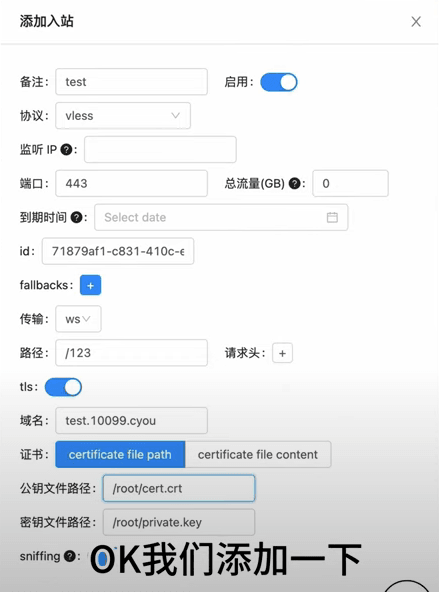 添加入站
备注: test 启用:
协议: vless
监听 IP ?:
端口: 443 总流量(GB) ?: 0
到期时间 ?: Select date
id: 71879af1-c831-410c-e
fallbacks: +
传输: ws
路径: /123 请求头: +
tls:
域名: test.10099.cyou
证书: certificate file path certificate file content
公钥文件路径: /root/cert.crt
密钥文件路径: /root/private.key
sniffing ?:
OK我们添加一下